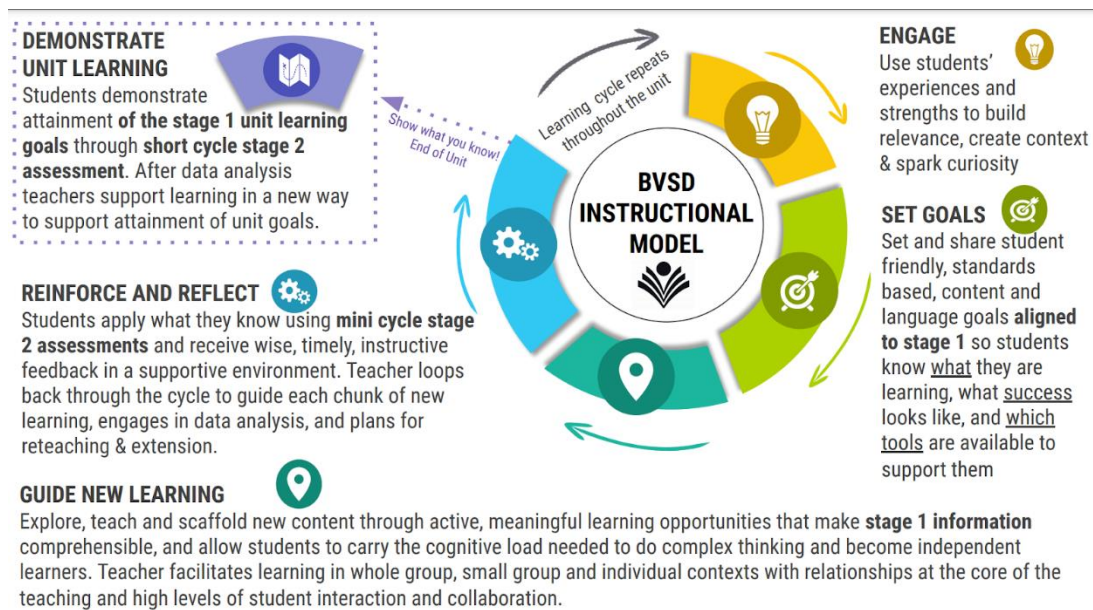 DEMONSTRATE
UNIT LEARNING
Students demonstrate
attainment of the stage 1 unit learning
goals through short cycle stage 2
assessment. After data analysis
teachers support learning in a new way
to support attainment of unit goals.
Show what you know!
End of Unit
Learning cycle repeats
throughout the unit
BVSD
INSTRUCTIONAL
MODEL
ENGAGE
Use students’
experiences and
strengths to build
relevance, create context
& spark curiosity
SET GOALS
Set and share student
friendly, standards
based, content and
language goals aligned
to stage 1 so students
know what they are
learning, what success
looks like, and which
tools are available to
support them
REINFORCE AND REFLECT
Students apply what they know using mini cycle stage
2 assessments and receive wise, timely, instructive
feedback in a supportive environment. Teacher loops
back through the cycle to guide each chunk of new
learning, engages in data analysis, and plans for
reteaching & extension.
GUIDE NEW LEARNING
Explore, teach and scaffold new content through active, meaningful learning opportunities that make stage 1 information
comprehensible, and allow students to carry the cognitive load needed to do complex thinking and become independent
learners. Teacher facilitates learning in whole group, small group and individual contexts with relationships at the core of the
teaching and high levels of student interaction and collaboration.